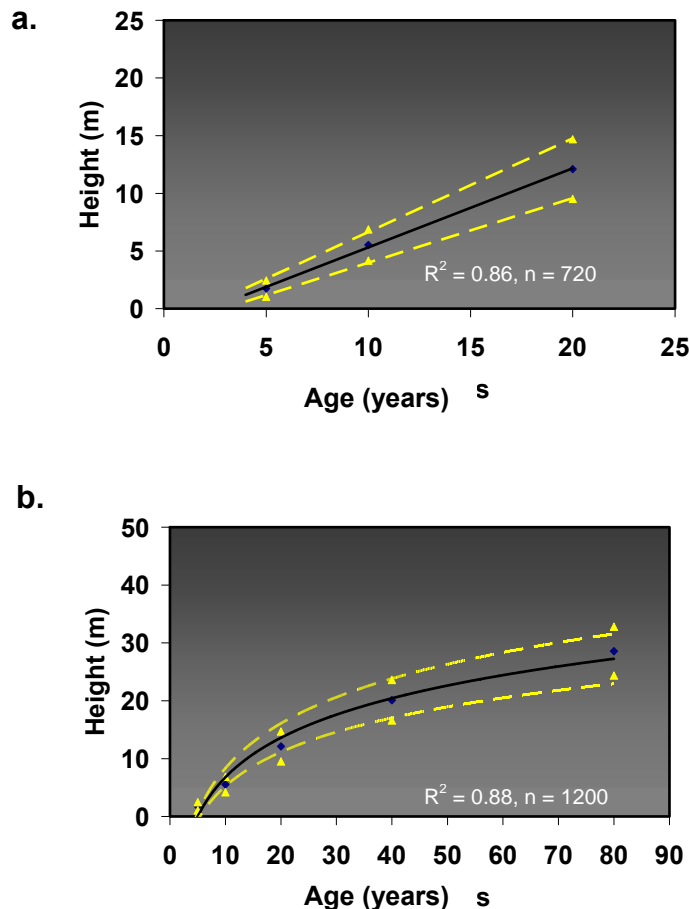 a.
25
20
15
10
5
0
Height (m)
R² = 0.86, n = 720
0 5 10 15 20 25
Age (years) s
b.
50
40
30
20
10
0
Height (m)
R² = 0.88, n = 1200
0 10 20 30 40 50 60 70 80 90
Age (years) s